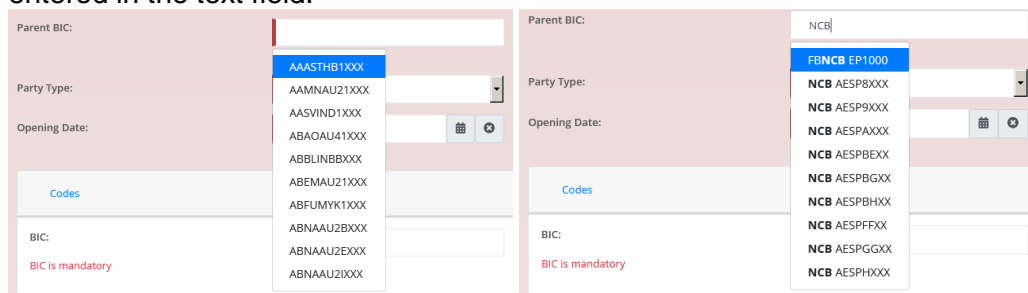 entered in the text field.
Parent BIC:
AAASTHB1XXX
AAMNAU21XXX
Party Type:
AASVIND1XXX
Opening Date:
ABAOAU41XXX
ABBLINBBXXX
ABEMAU21XXX
Codes
ABFUMYK1XXX
ABNAAU2BXXX
BIC:
ABNAAU2EXXX
BIC is mandatory
ABNAAU2IXXX
Parent BIC:
NCB
FBNCB EP1000
Party Type:
NCB AESP8XXX
NCB AESP9XXX
Opening Date:
NCB AESPAXXX
NCB AESPBEXX
NCB AESPBGXX
Codes
NCB AESPBHXX
NCB AESPFFXX
BIC:
NCB AESPGGXX
BIC is mandatory
NCB AESPHXXX